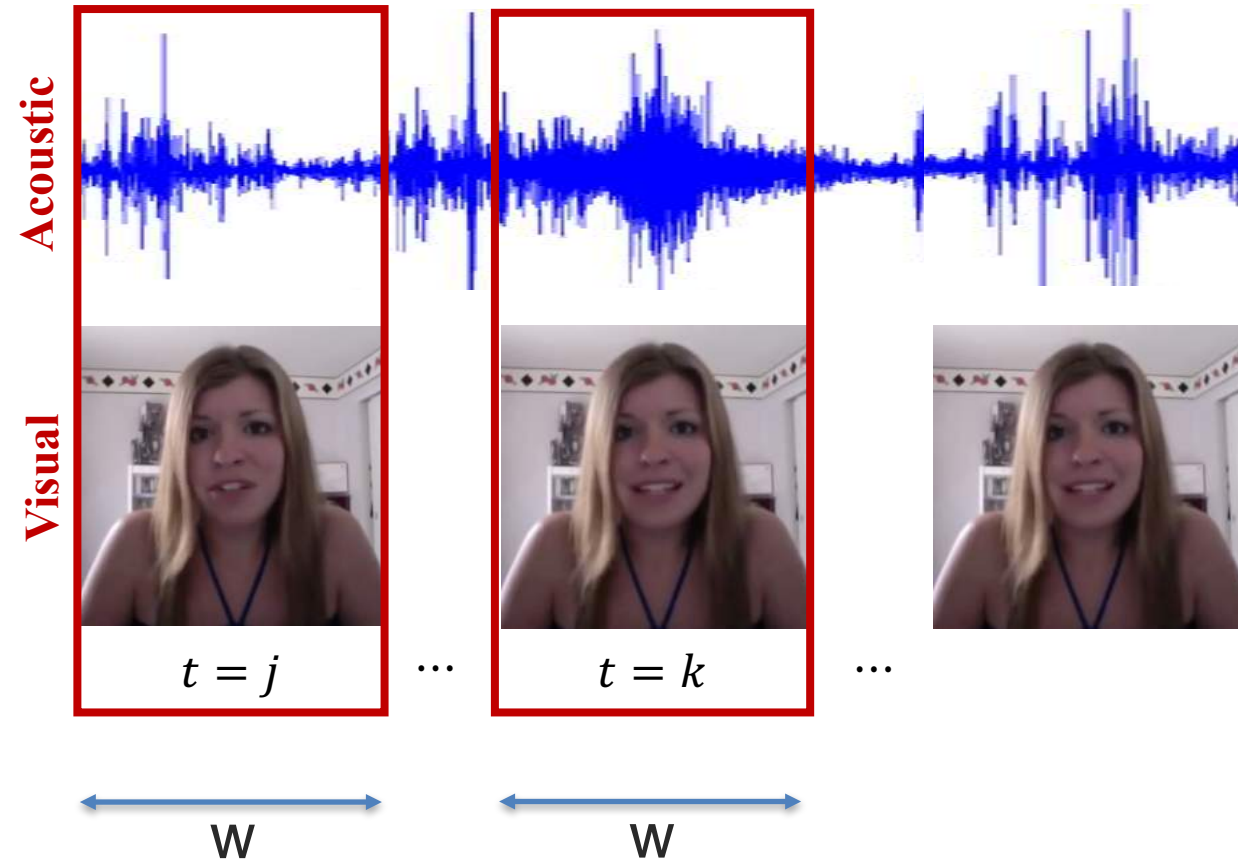 Acoustic
Visual
t = j
...
t = k
...
W
W